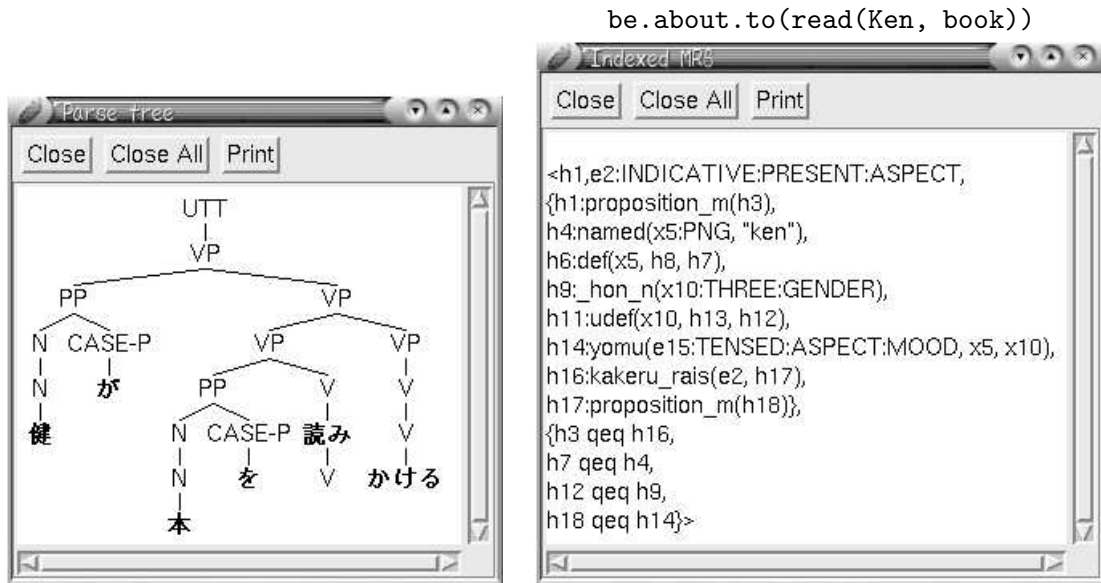 be.about.to(read(Ken, book))
Parse tree
Close Close All Print
UTT
VP
PP VP
N CASE-P VP VP
N が PP V V
健 N CASE-P 読み V
N を V かける
本
Indexed MRS
Close Close All Print
<h1,e2:INDICATIVE:PRESENT:ASPECT,
{h1:proposition_m(h3),
h4:named(x5:PNG, "ken"),
h6:def(x5, h8, h7),
h9:_hon_n(x10:THREE:GENDER),
h11:udef(x10, h13, h12),
h14:yomu(e15:TENSED:ASPECT:MOOD, x5, x10),
h16:kakeru_rais(e2, h17),
h17:proposition_m(h18)},
{h3 qeq h16,
h7 qeq h4,
h12 qeq h9,
h18 qeq h14}>